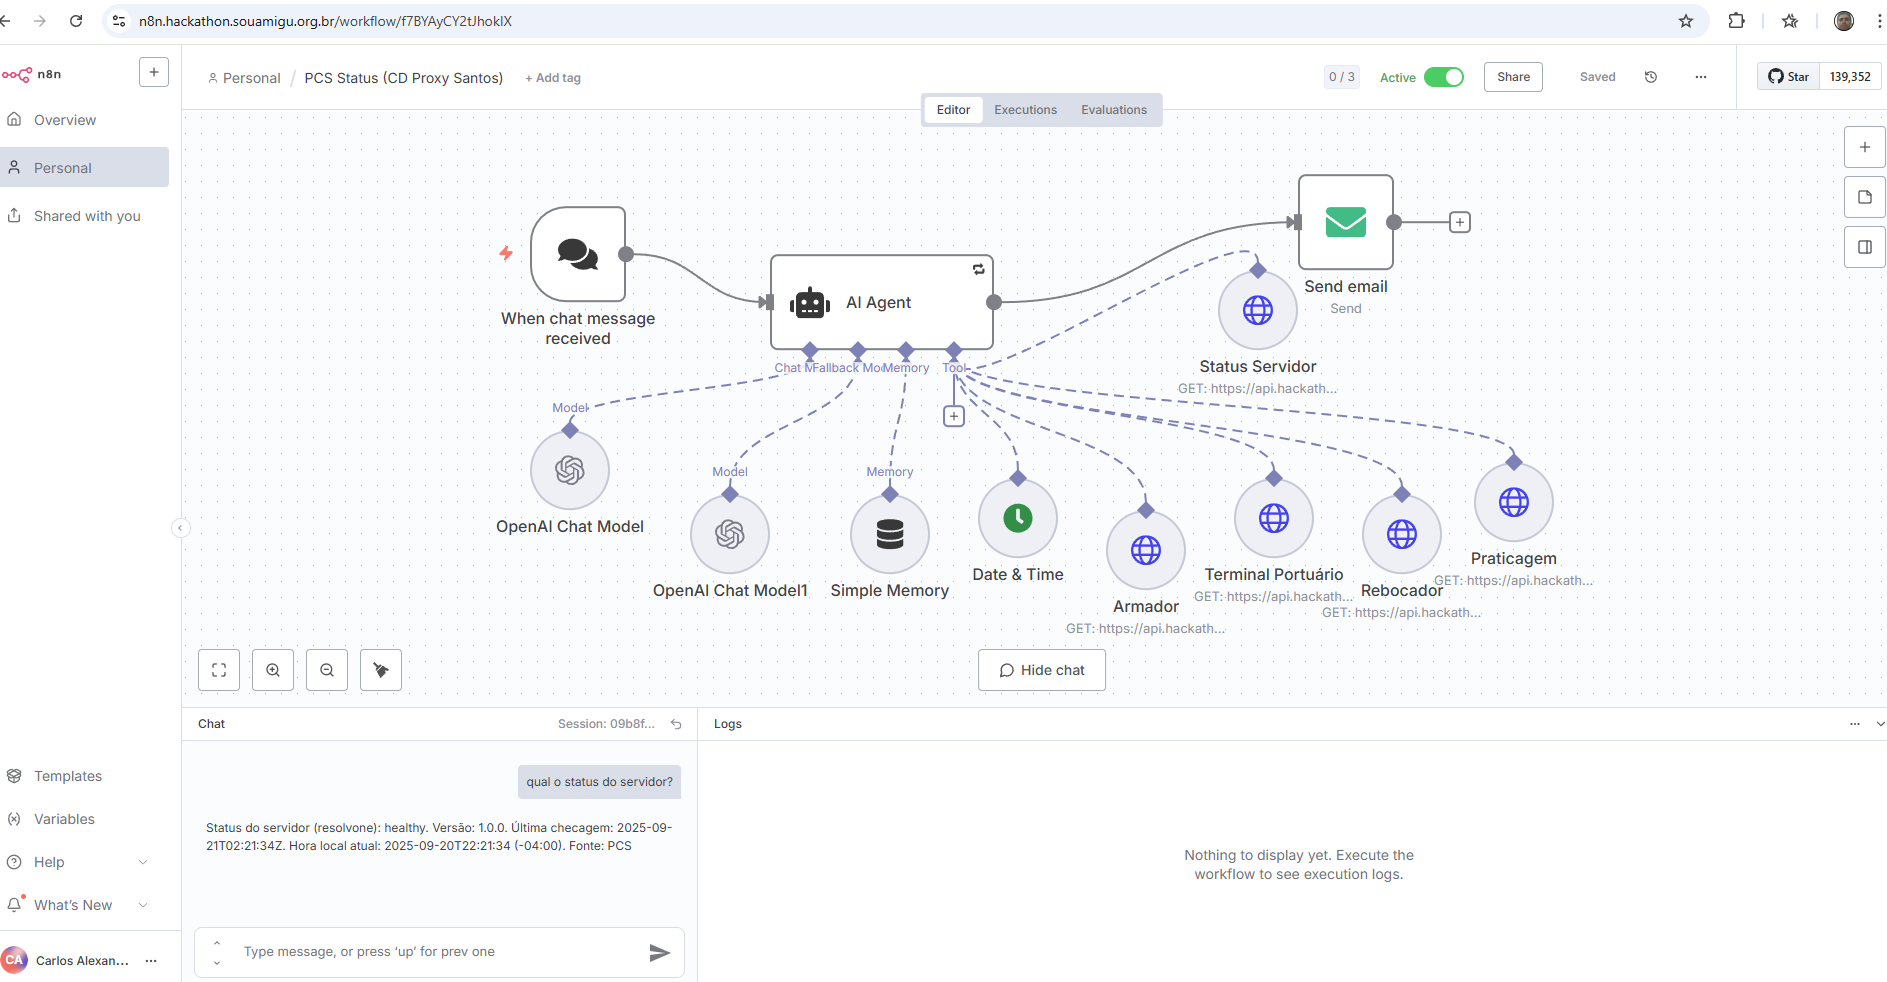 n8n.hackathon.souamigu.org.br/workflow/f7BYAyCY2tJhokIX
n8n
+
Personal / PCS Status (CD Proxy Santos) + Add tag
0 / 3
Active
Share
Saved
...
Star 139,352
Editor Executions Evaluations
Overview
Personal
Shared with you
When chat message
received
AI Agent
Send email
Send
Status Servidor
GET: https://api.hackath...
Chat M
Fallback Mod
Memory
Tool
Model
OpenAI Chat Model
Model
OpenAI Chat Model1
Memory
Simple Memory
Date & Time
Armador
GET: https://api.hackath...
Terminal Portuário
GET: https://api.hackath...
Rebocador
GET: https://api.hackath...
Praticagem
GET: https://api.hackath...
Hide chat
Chat
Session: 09b8f...
Logs
qual o status do servidor?
Status do servidor (resolvone): healthy. Versão: 1.0.0. Última checagem: 2025-09-
21T02:21:34Z. Hora local atual: 2025-09-20T22:21:34 (-04:00). Fonte: PCS
Nothing to display yet. Execute the
workflow to see execution logs.
Type message, or press ‘up’ for prev one
Templates
Variables
Help
What’s New
CA
Carlos Alexan...
...